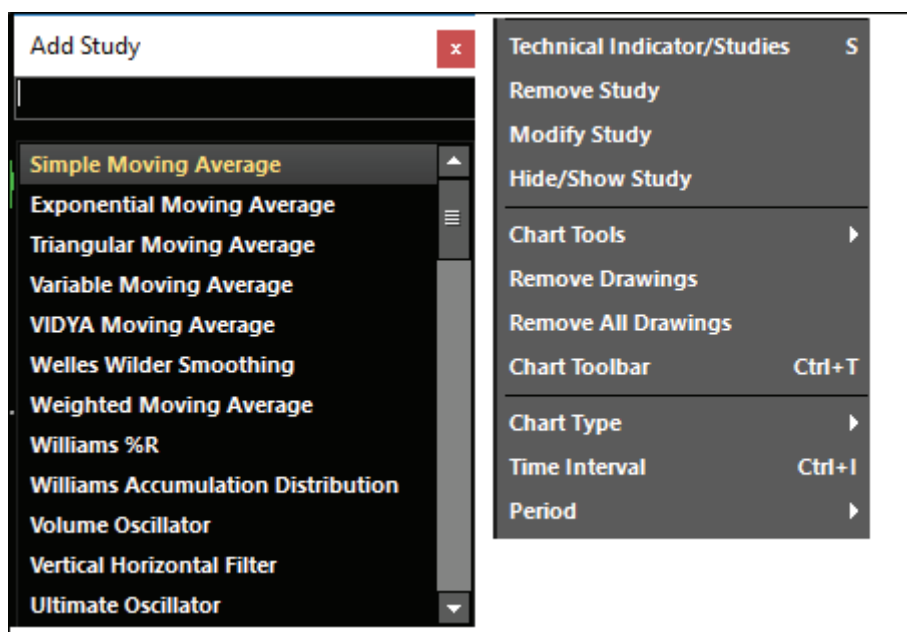 Add Study
x
Simple Moving Average
Exponential Moving Average
Triangular Moving Average
Variable Moving Average
VIDYA Moving Average
Welles Wilder Smoothing
Weighted Moving Average
Williams %R
Williams Accumulation Distribution
Volume Oscillator
Vertical Horizontal Filter
Ultimate Oscillator
Technical Indicator/Studies S
Remove Study
Modify Study
Hide/Show Study
Chart Tools
Remove Drawings
Remove All Drawings
Chart Toolbar Ctrl+T
Chart Type
Time Interval Ctrl+I
Period